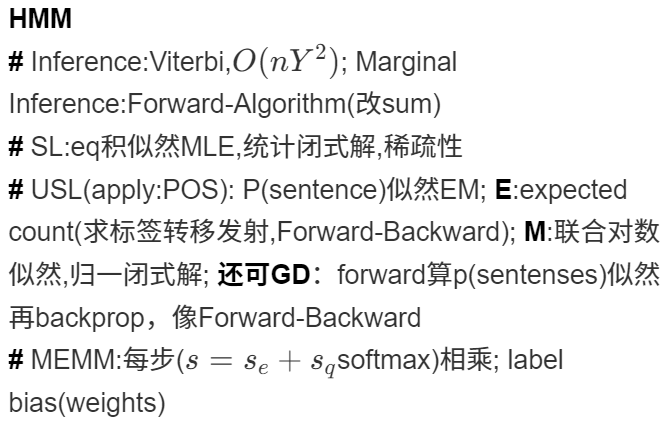 HMM
# Inference:Viterbi,O(nY²); Marginal
Inference:Forward-Algorithm(改sum)
# SL:eq积似然MLE,统计闭式解,稀疏性
# USL(apply:POS): P(sentence)似然EM; E:expected
count(求标签转移发射,Forward-Backward); M:联合对数
似然,归一闭式解; 还可GD：forward算p(sentences)似然
再backprop，像Forward-Backward
# MEMM:每步(s = s_e + s_q softmax)相乘; label
bias(weights)